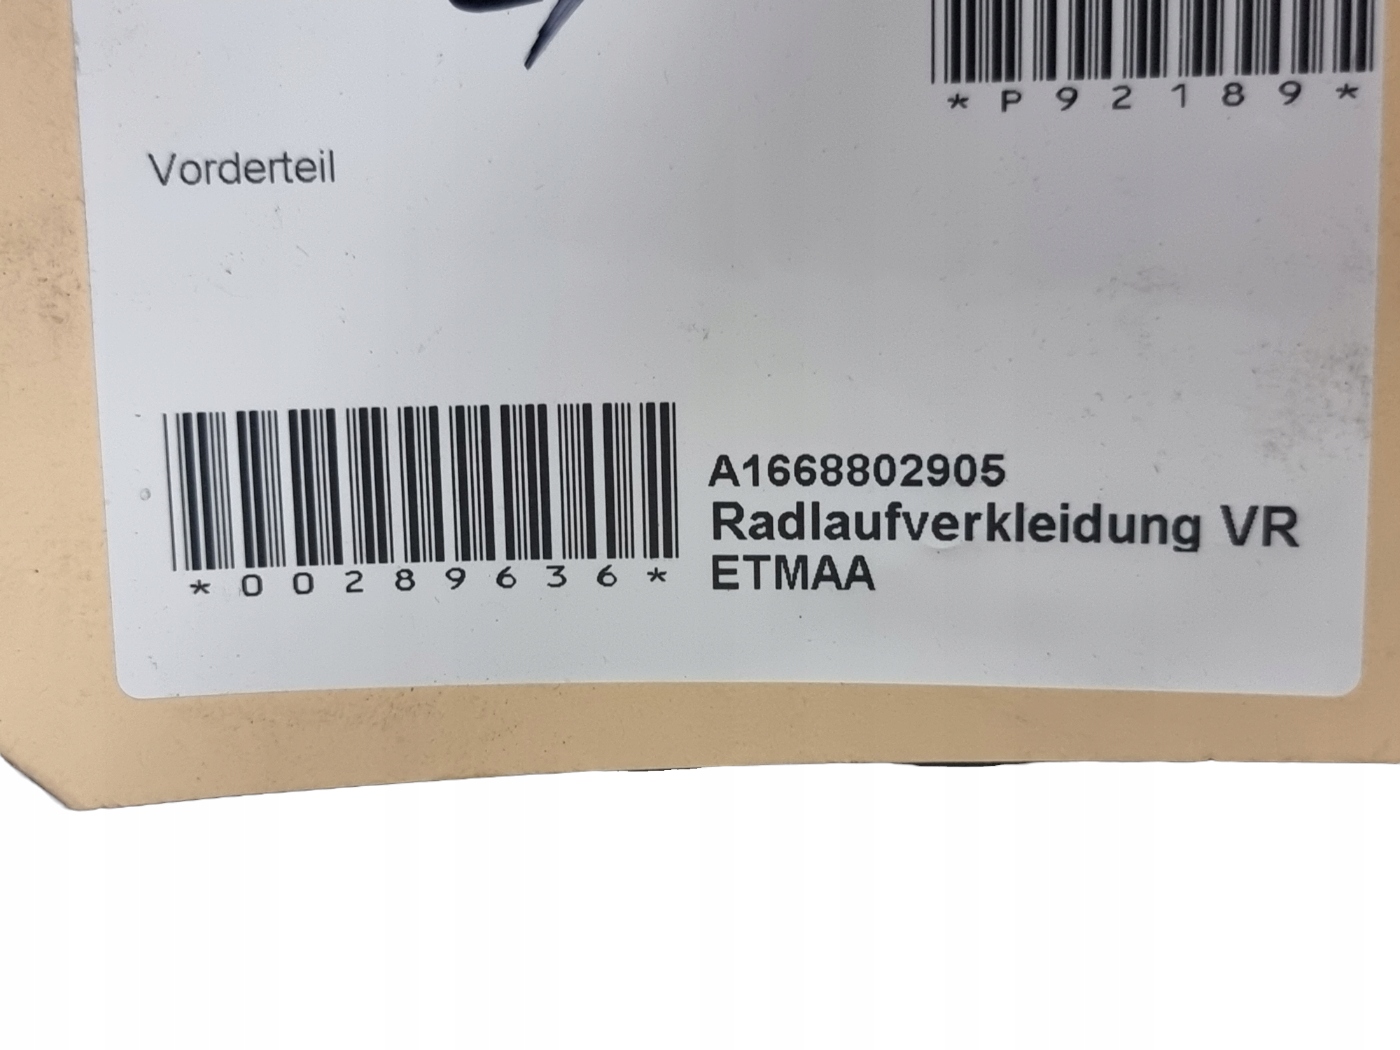 *P92189*
Vorderteil
A1668802905
Radlaufverkleidung VR
ETMAA
*00289636*